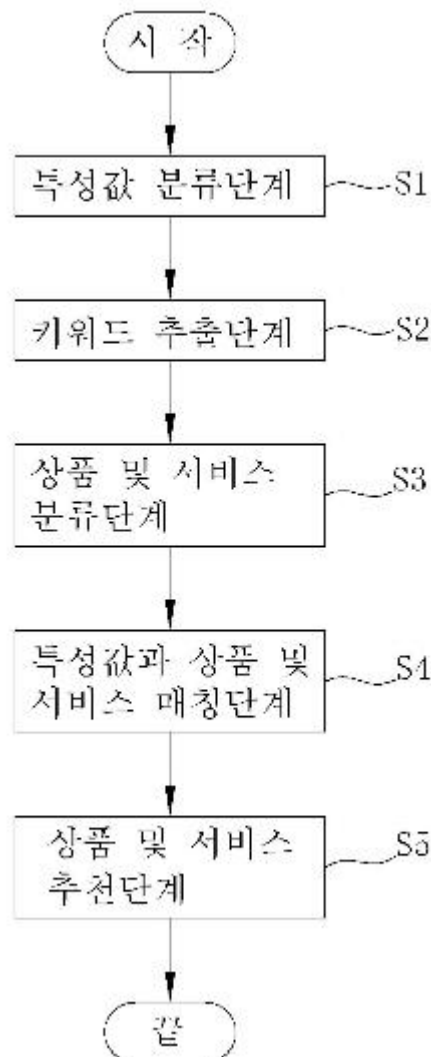 시 작
특성값 분류단계
S1
키워드 추출단계
S2
상품 및 서비스
분류단계
S3
특성값과 상품 및
서비스 매칭단계
S4
상품 및 서비스
추천단계
S5
끝